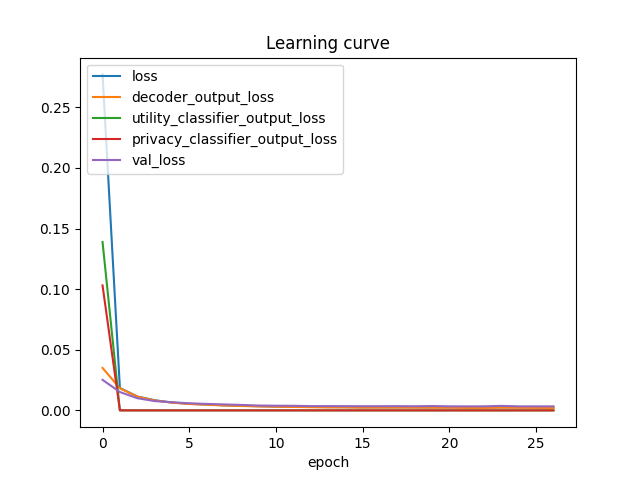 Learning curve
loss
decoder_output_loss
utility_classifier_output_loss
privacy_classifier_output_loss
val_loss
0.25
0.20
0.15
0.10
0.05
0.00
0 5 10 15 20 25
epoch